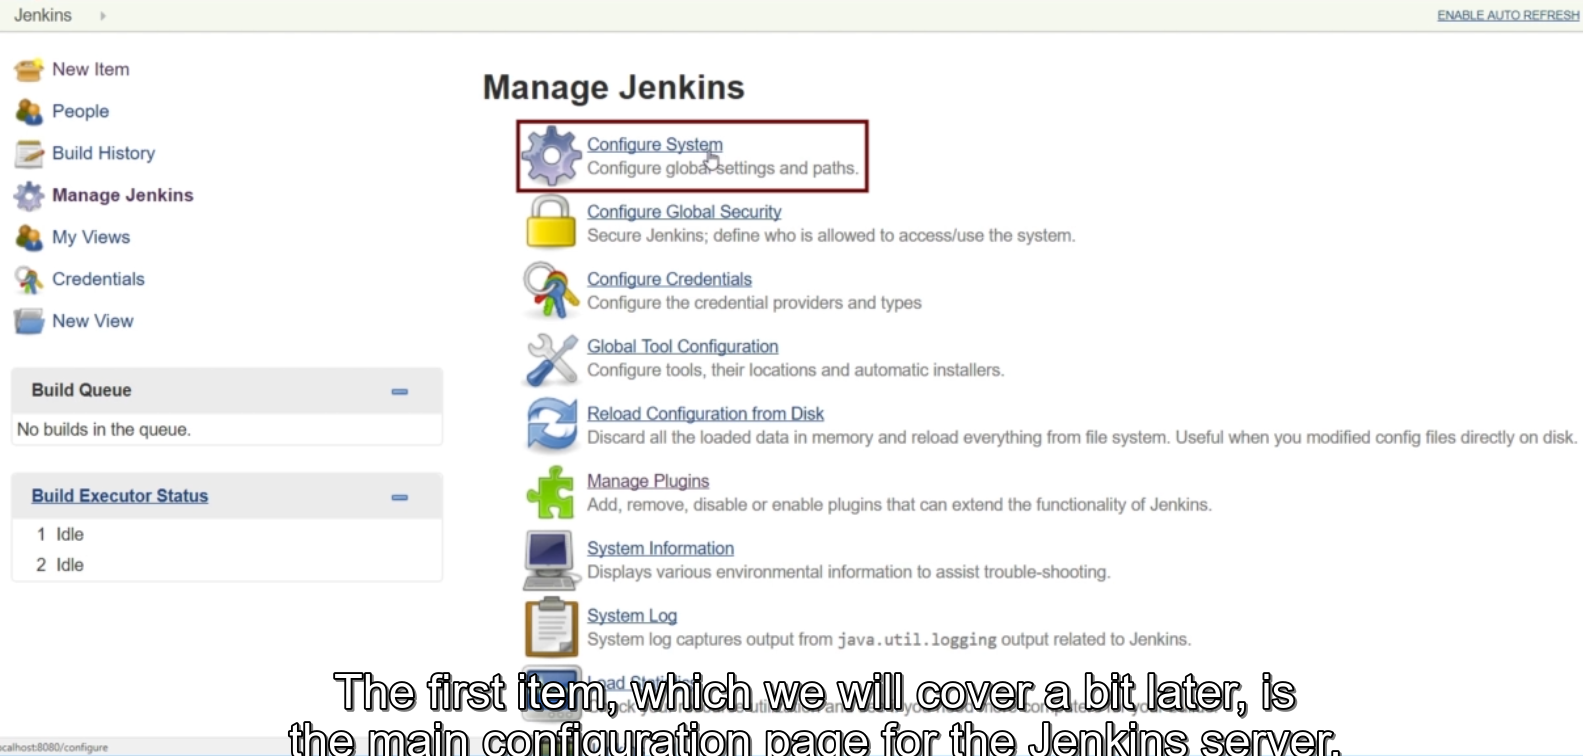 Jenkins
ENABLE AUTO REFRESH
New Item
People
Build History
Manage Jenkins
My Views
Credentials
New View
Build Queue
No builds in the queue.
Build Executor Status
1 Idle
2 Idle
Manage Jenkins
Configure System
Configure global settings and paths.
Configure Global Security
Secure Jenkins; define who is allowed to access/use the system.
Configure Credentials
Configure the credential providers and types
Global Tool Configuration
Configure tools, their locations and automatic installers.
Reload Configuration from Disk
Discard all the loaded data in memory and reload everything from file system. Useful when you modified config files directly on disk.
Manage Plugins
Add, remove, disable or enable plugins that can extend the functionality of Jenkins.
System Information
Displays various environmental information to assist trouble-shooting.
System Log
System log captures output from java.util.logging output related to Jenkins.
Load
The first item, which we will cover a bit later, is
the main configuration page for the Jenkins server.
ocalhost:8080/configure